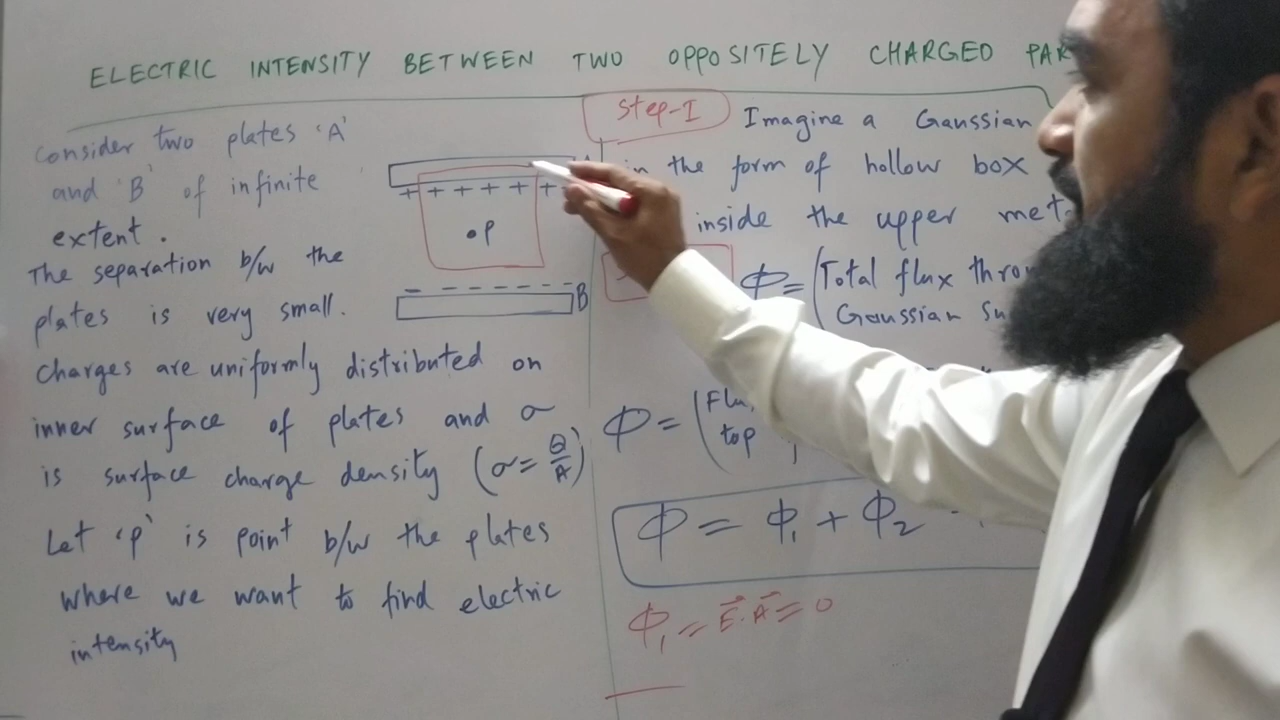 ELECTRIC INTENSITY BETWEEN TWO OPPOSITELY CHARGED PAR
Consider two plates 'A'
and 'B' of infinite
extent.
The separation b/w the
plates is very small.
charges are uniformly distributed on
inner surface of plates and σ
is surface charge density (σ = Q/A)
Let 'p' is point b/w the plates
where we want to find electric
intensity
+ + + + + + +
P
- - - - - - -
B
Step-I
Imagine a Gaussian
in the form of hollow box
inside the upper met
φ = (Total flux thro
Gaussian Su
φ = (Flu
top
φ = φ₁ + φ₂
φ₁ = E⃗.A⃗ = 0